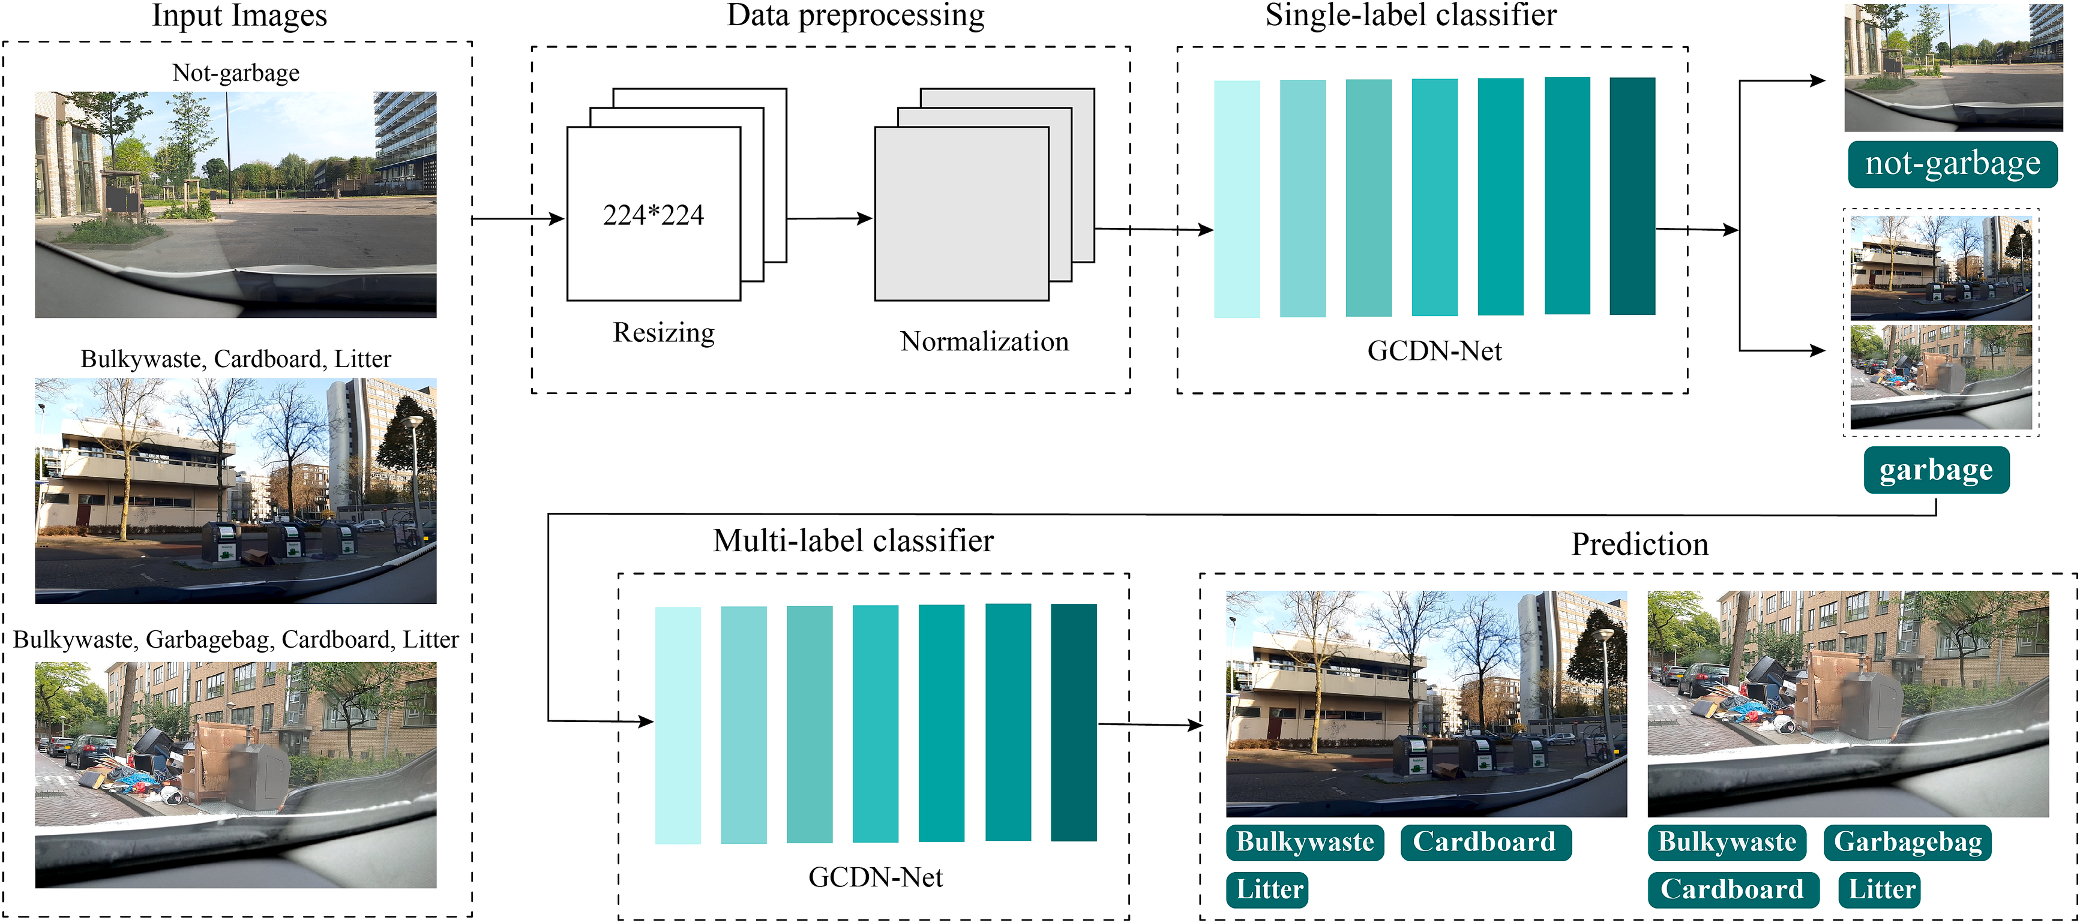 Input Images
Data preprocessing
Single-label classifier
Not-garbage
224*224
Resizing
Normalization
GCDN-Net
not-garbage
garbage
Bulkywaste, Cardboard, Litter
Bulkywaste, Garbagebag, Cardboard, Litter
Multi-label classifier
GCDN-Net
Prediction
Bulkywaste Cardboard
Litter
Bulkywaste Garbagebag
Cardboard Litter